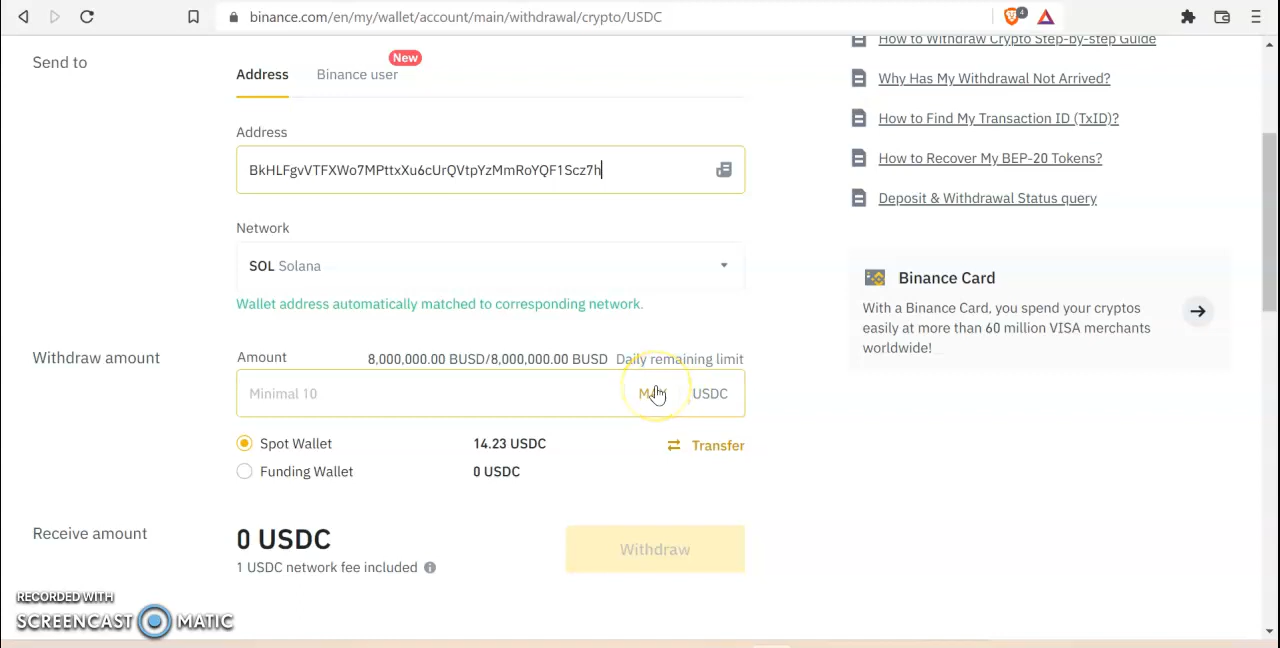 binance.com/en/my/wallet/account/main/withdrawal/crypto/USDC
4
How to Withdraw Crypto Step-by-step Guide
Send to
New
Address Binance user
Why Has My Withdrawal Not Arrived?
How to Find My Transaction ID (TxID)?
Address
How to Recover My BEP-20 Tokens?
BkHLFgvVTFXWo7MPttxXu6cUrQVtpYzMmRoYQF1Scz7h
Deposit & Withdrawal Status query
Network
SOL Solana
Binance Card
Wallet address automatically matched to corresponding network.
With a Binance Card, you spend your cryptos
easily at more than 60 million VISA merchants
worldwide!
Withdraw amount
Amount 8,000,000.00 BUSD/8,000,000.00 BUSD Daily remaining limit
Minimal 10 MAX USDC
Spot Wallet 14.23 USDC Transfer
Funding Wallet 0 USDC
Receive amount
0 USDC
Withdraw
1 USDC network fee included
RECORDED WITH
SCREENCAST MATIC